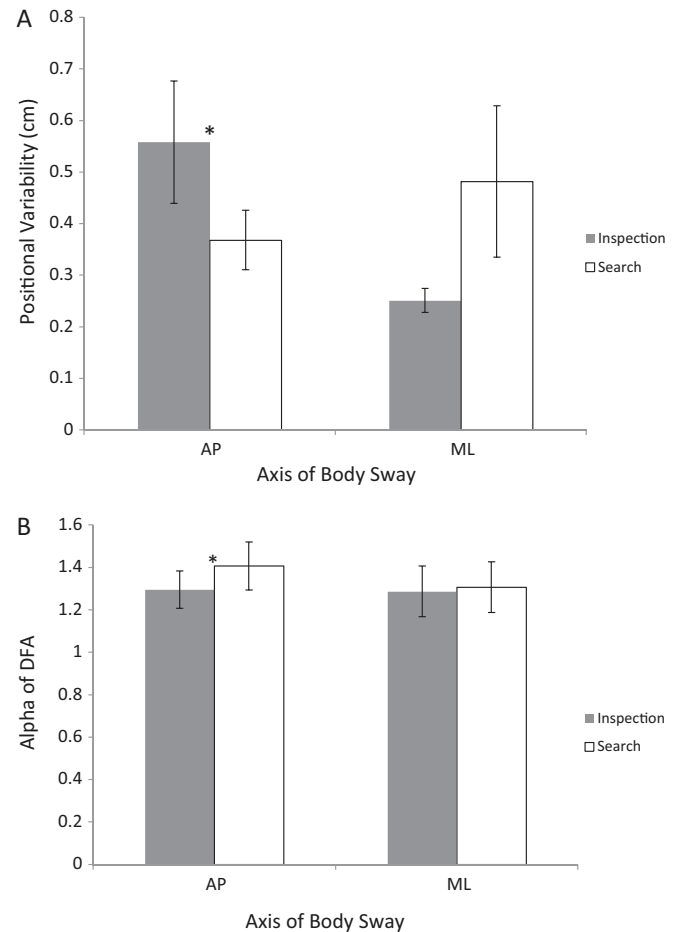 A
0.8
0.7
0.6
0.5
0.4
0.3
0.2
0.1
0
Positional Variability (cm)
*
AP
ML
Axis of Body Sway
Inspection
Search
B
1.6
1.4
1.2
1
0.8
0.6
0.4
0.2
0
Alpha of DFA
*
AP
ML
Axis of Body Sway
Inspection
Search